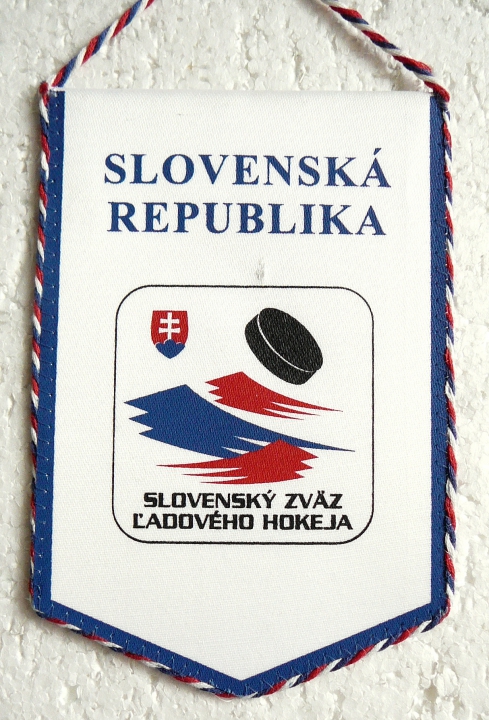 SLOVENSKÁ
REPUBLIKA
SLOVENSKÝ ZVÄZ
ĽADOVÉHO HOKEJA